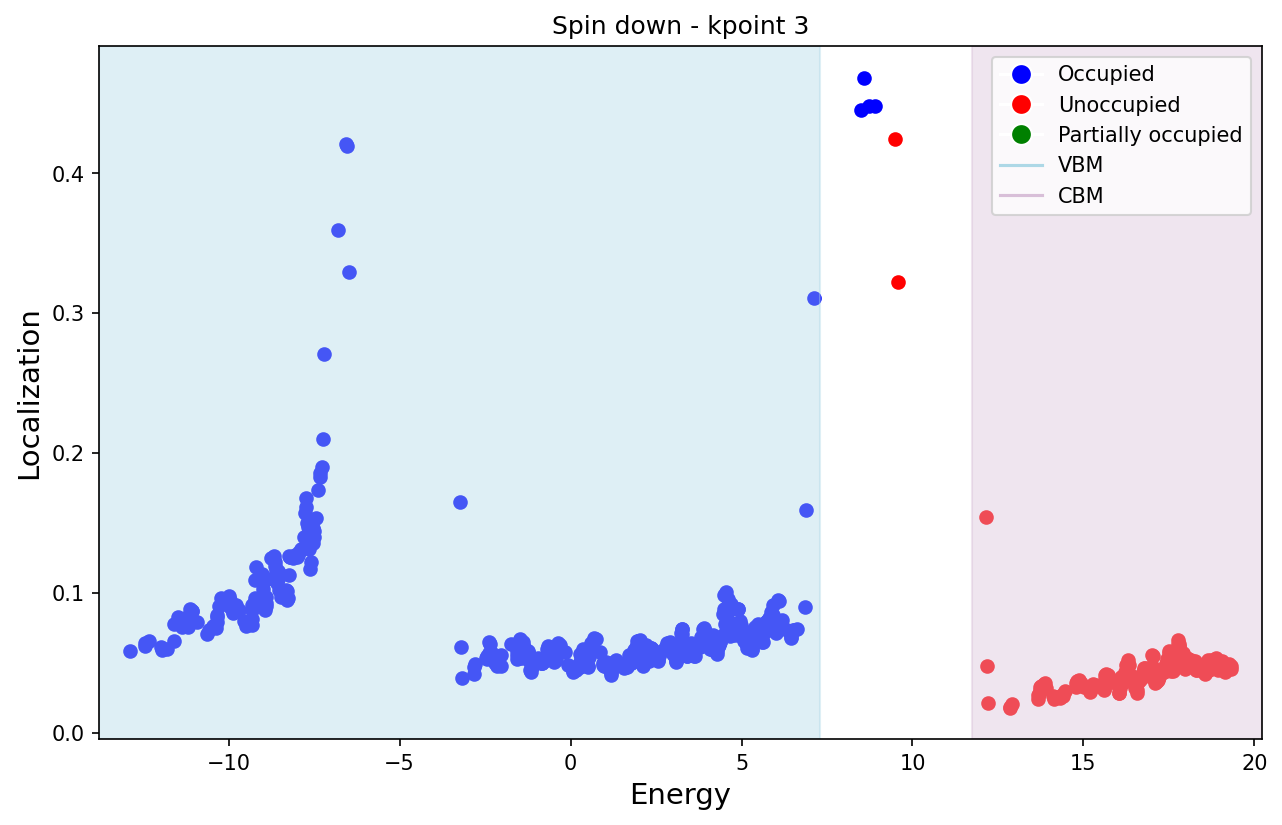 Spin down - kpoint 3
Localization
0.4
0.3
0.2
0.1
0.0
−10
−5
0
5
10
15
20
Energy
Occupied
Unoccupied
Partially occupied
VBM
CBM